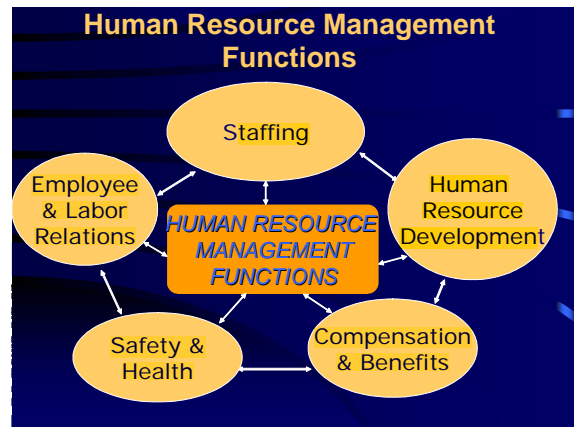 Human Resource Management
Functions
Staffing
Employee
& Labor
Relations
HUMAN RESOURCE
MANAGEMENT
FUNCTIONS
Human
Resource
Development
Safety &
Health
Compensation
& Benefits